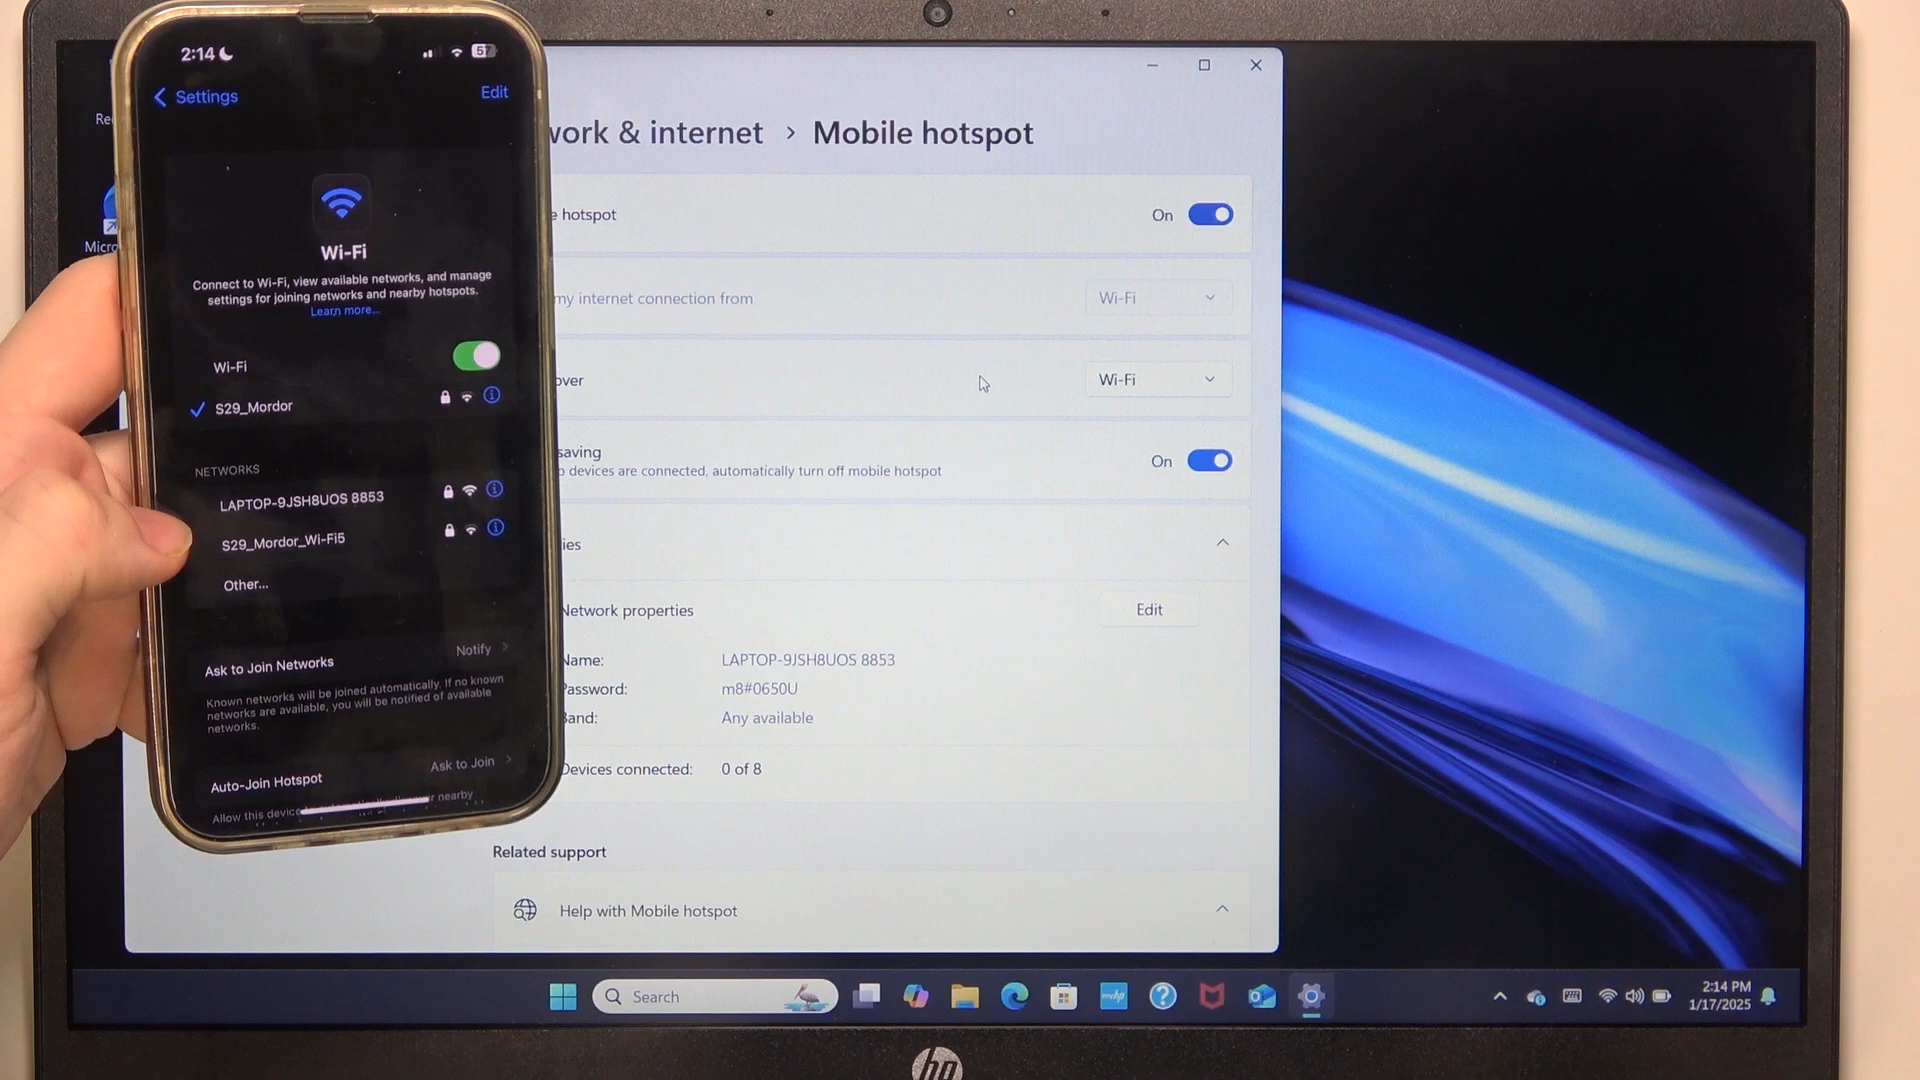 2:14
57
Settings
Edit
Wi-Fi
Connect to Wi-Fi, view available networks, and manage
settings for joining networks and nearby hotspots.
Learn more...
Wi-Fi
S29_Mordor
NETWORKS
LAPTOP-9JSH8UOS 8853
S29_Mordor_Wi-Fi5
Other...
Ask to Join Networks
Notify
Known networks will be joined automatically. If no known
networks are available, you will be notified of available
networks.
Auto-Join Hotspot
Ask to Join
Allow this device nearby
work & internet › Mobile hotspot
hotspot
On
my internet connection from
Wi-Fi
over
Wi-Fi
saving
devices are connected, automatically turn off mobile hotspot
On
ies
Network properties
Edit
Name:
LAPTOP-9JSH8UOS 8853
Password:
m8#0650U
Band:
Any available
Devices connected:
0 of 8
Related support
Help with Mobile hotspot
Re
Micro
Search
myhp
2:14 PM
1/17/2025
hp